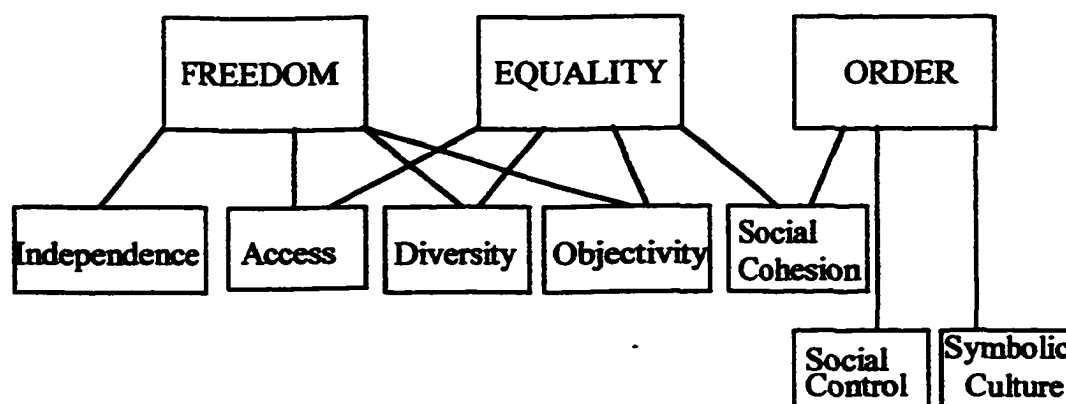 FREEDOM
EQUALITY
ORDER
Independence
Access
Diversity
Objectivity
Social
Cohesion
Social
Control
Symbolic
Culture